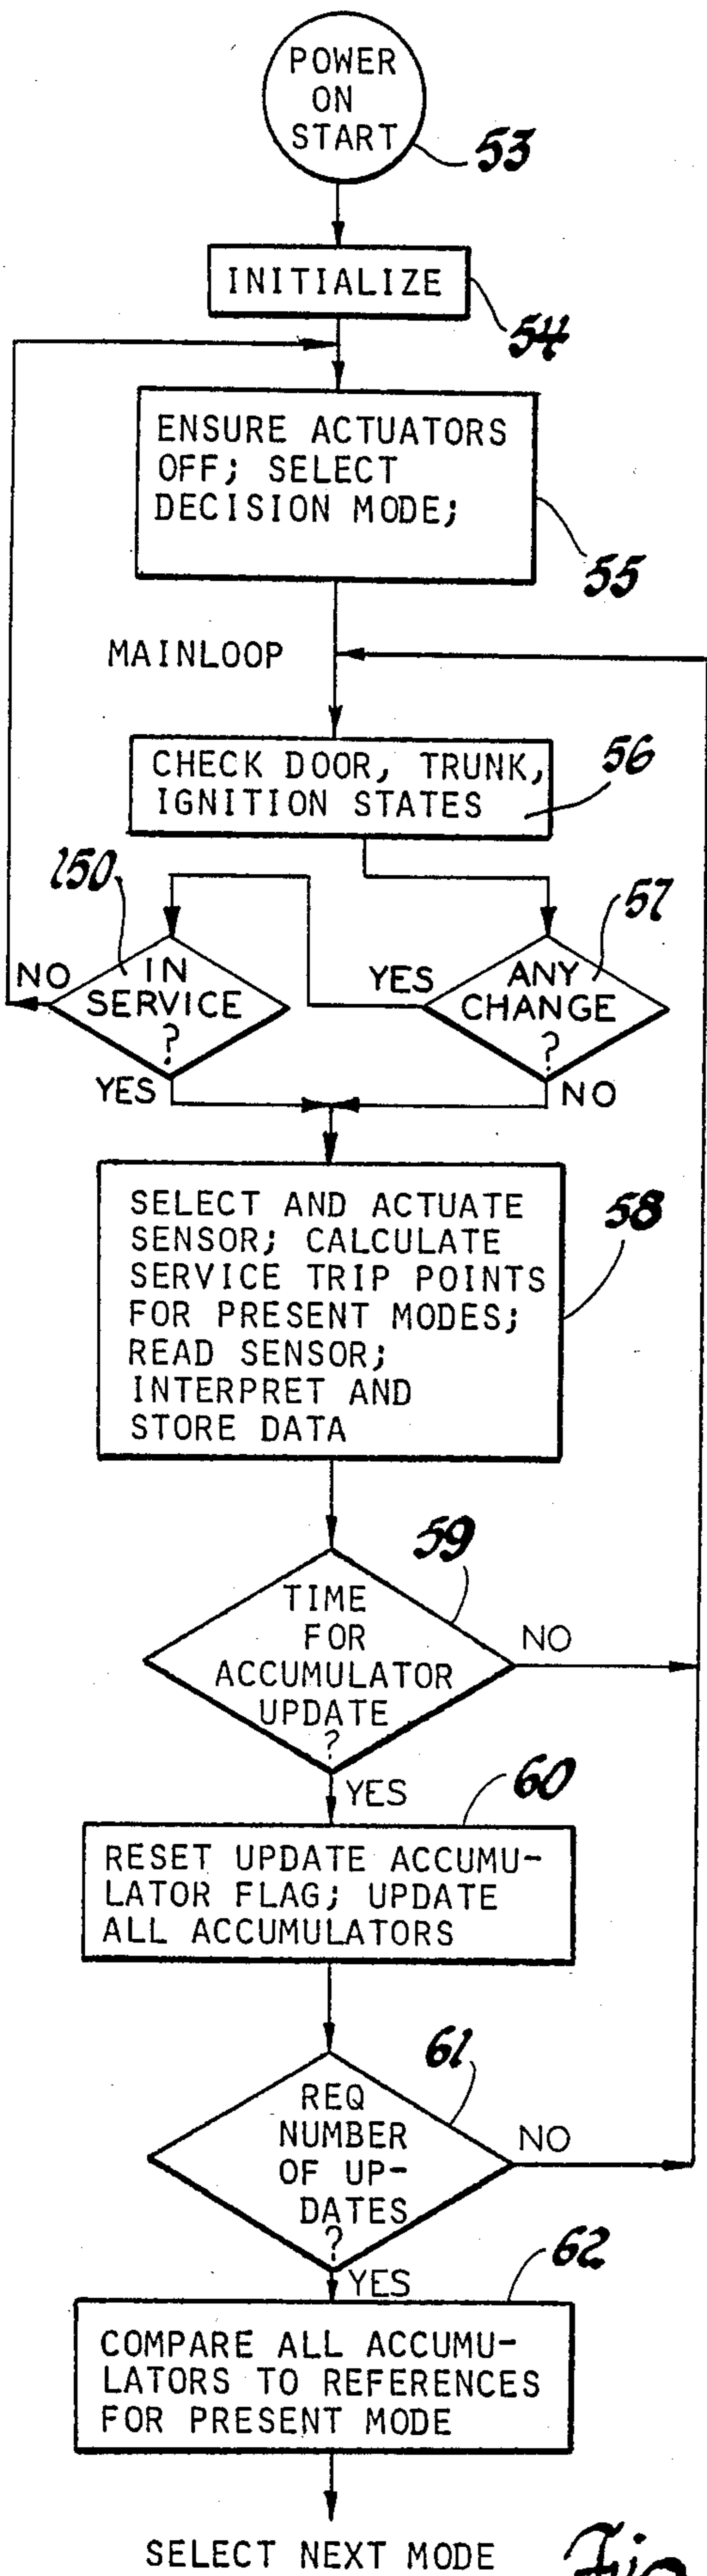 POWER
ON
START
53
INITIALIZE
54
ENSURE ACTUATORS
OFF; SELECT
DECISION MODE;
55
MAINLOOP
CHECK DOOR, TRUNK,
IGNITION STATES
56
150
57
NO
IN
SERVICE
?
YES
YES
ANY
CHANGE
?
NO
SELECT AND ACTUATE
SENSOR; CALCULATE
SERVICE TRIP POINTS
FOR PRESENT MODES;
READ SENSOR;
INTERPRET AND
STORE DATA
58
59
TIME
FOR
ACCUMULATOR
UPDATE
?
NO
YES
60
RESET UPDATE ACCUMU-
LATOR FLAG; UPDATE
ALL ACCUMULATORS
61
REQ
NUMBER
OF UP-
DATES
?
NO
YES
62
COMPARE ALL ACCUMU-
LATORS TO REFERENCES
FOR PRESENT MODE
SELECT NEXT MODE